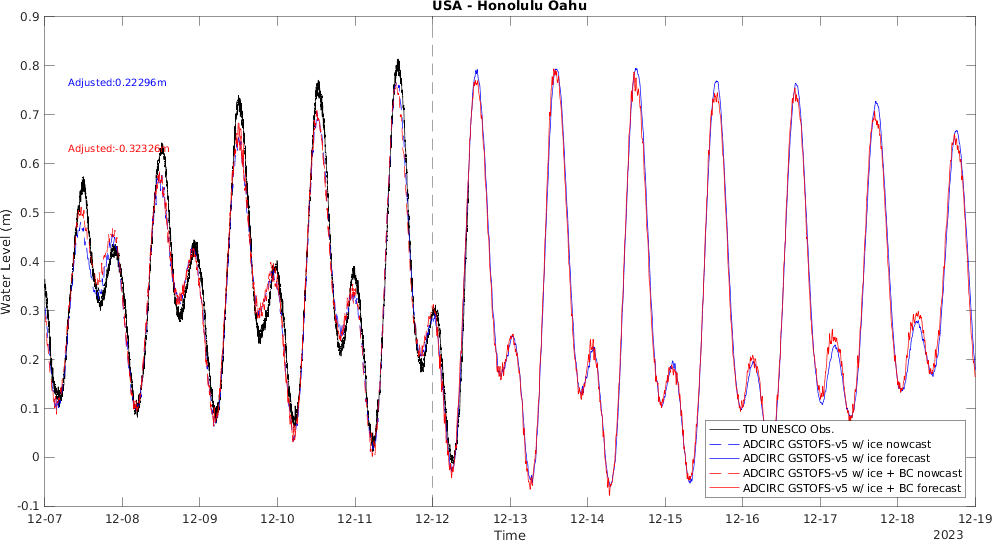 USA - Honolulu Oahu
0.9
0.8
0.7
0.6
0.5
0.4
0.3
0.2
0.1
0
-0.1
Water Level (m)
Adjusted:0.22296m
Adjusted:-0.32326m
TD UNESCO Obs.
ADCIRC GSTOFS-v5 w/ ice nowcast
ADCIRC GSTOFS-v5 w/ ice forecast
ADCIRC GSTOFS-v5 w/ ice + BC nowcast
ADCIRC GSTOFS-v5 w/ ice + BC forecast
12-07 12-08 12-09 12-10 12-11 12-12 12-13 12-14 12-15 12-16 12-17 12-18 12-19
Time
2023